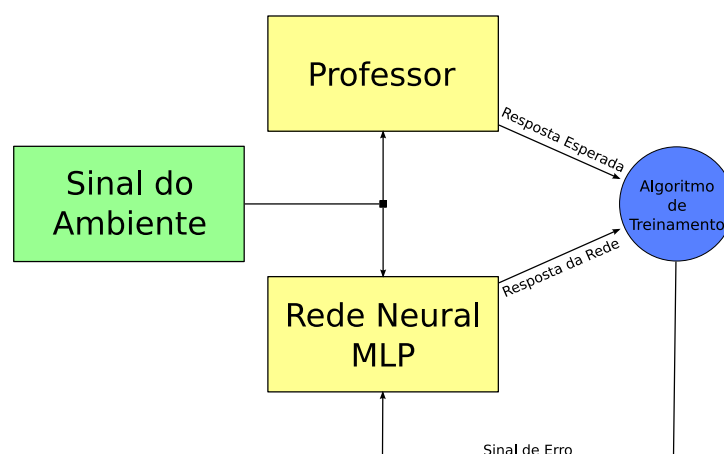 Professor
Resposta Esperada
Sinal do
Ambiente
Algoritmo
de
Treinamento
Resposta da Rede
Rede Neural
MLP
Sinal de Erro